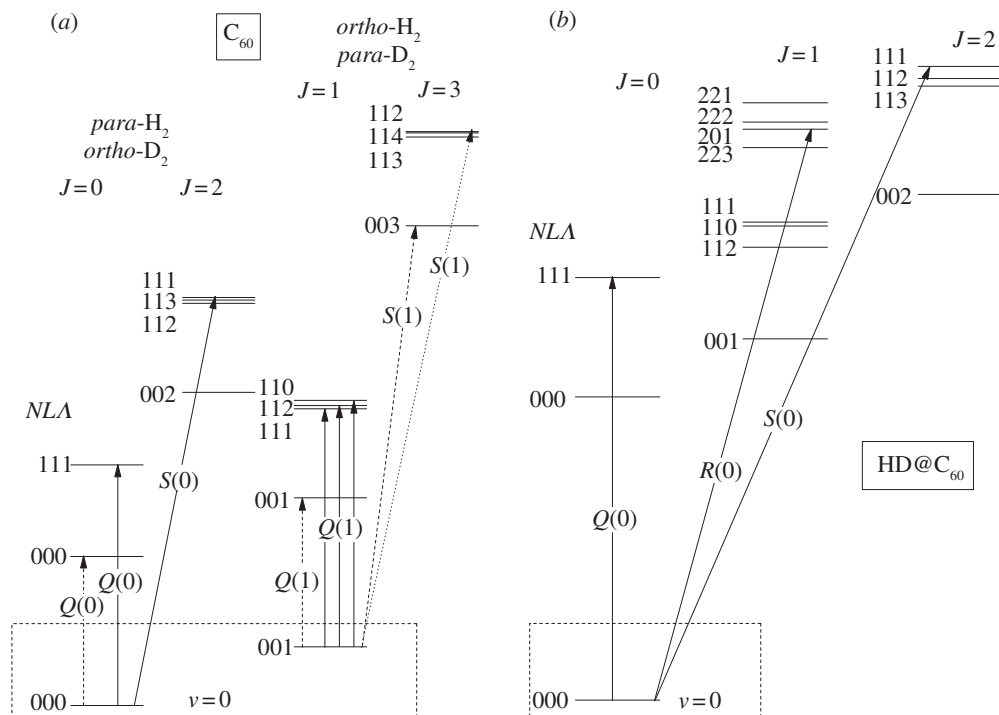 (a)
C₆₀
ortho-H₂
para-D₂
J=1
J=3
112
114
113
para-H₂
ortho-D₂
J=0
J=2
003
S(1)
S(1)
111
113
112
002
110
112
111
NLΛ
111
S(0)
001
Q(1)
000
Q(0)
Q(0)
Q(1)
001
000
v=0
(b)
J=0
J=1
J=2
111
112
113
221
222
201
223
002
111
110
112
NLΛ
111
001
000
S(0)
R(0)
HD@C₆₀
Q(0)
000
v=0